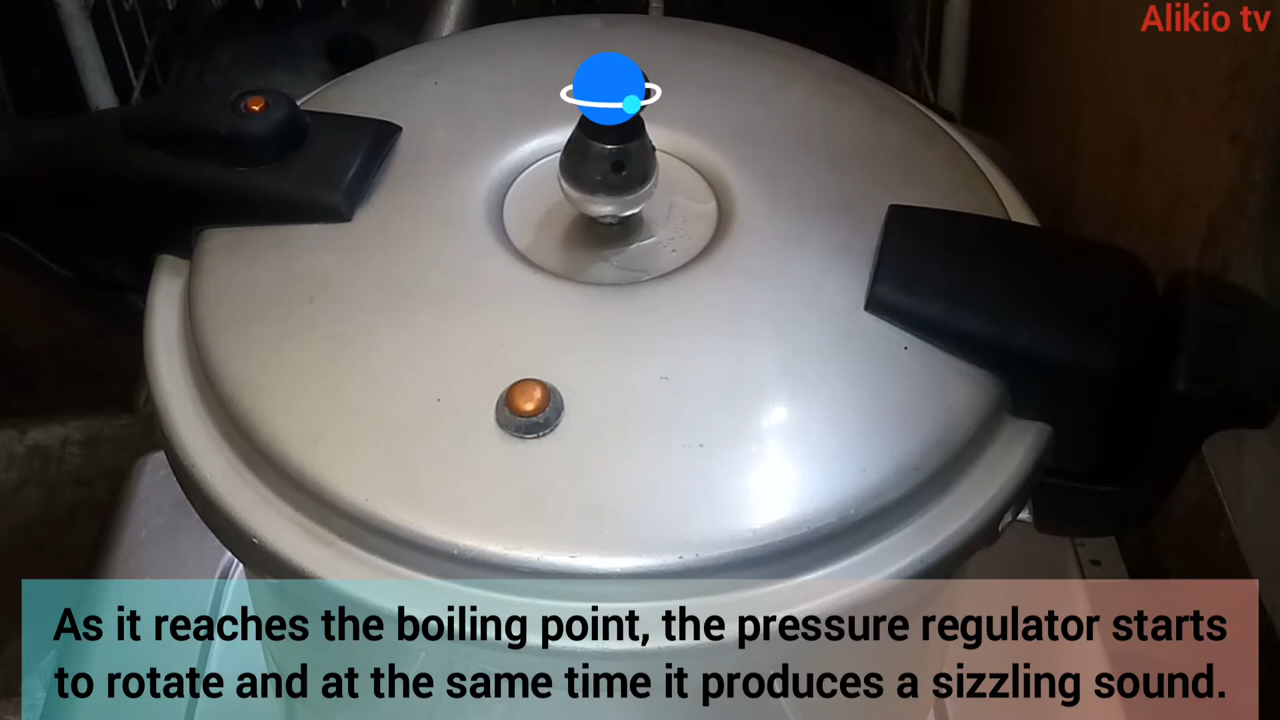 Alikio tv
As it reaches the boiling point, the pressure regulator starts
to rotate and at the same time it produces a sizzling sound.